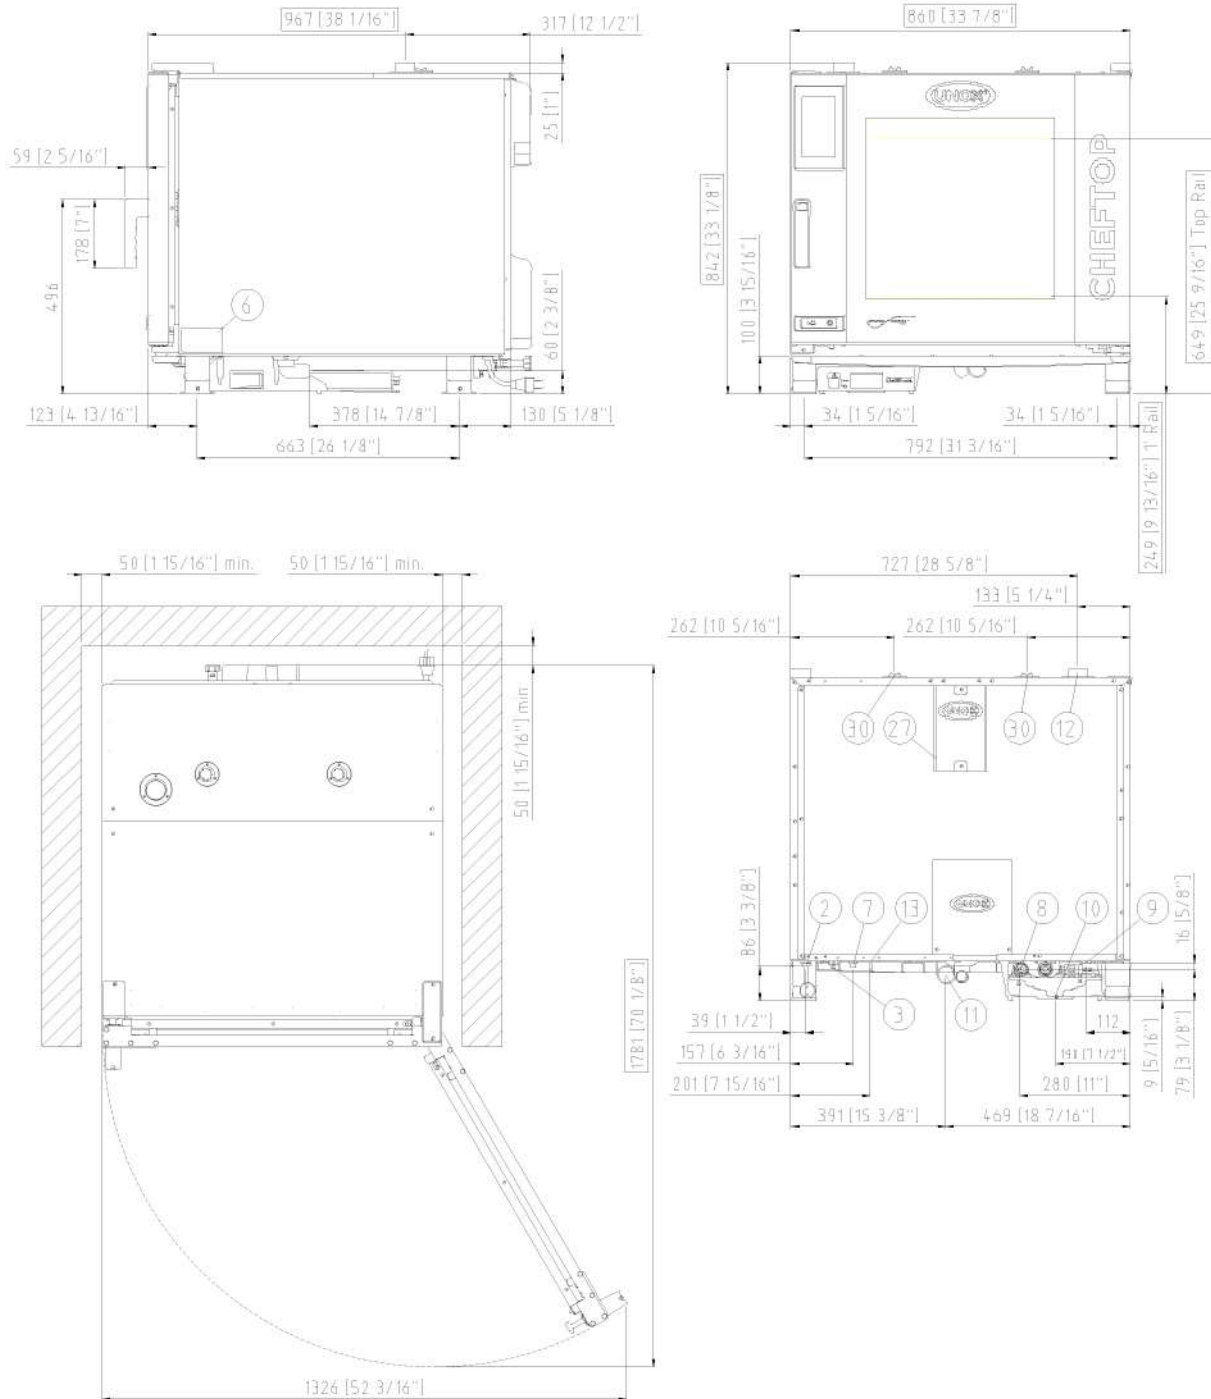 967 [38 1/16"]
317 [12 1/2"]
25 [1"]
59 [2 5/16"]
178 [7"]
496
6
60 [2 3/8"]
123 [4 13/16"]
378 [14 7/8"]
130 [5 1/8"]
663 [26 1/8"]
860 [33 7/8"]
UNOX
CHEFTOP
842 [33 1/8"]
100 [3 15/16"]
649 [25 9/16"] Top Rail
34 [1 5/16"]
34 [1 5/16"]
792 [31 3/16"]
249 [9 13/16"] 1' Rail
50 [1 15/16"] min.
50 [1 15/16"] min.
50 [1 15/16"] min
1781 [70 1/8"]
1326 [52 3/16"]
727 [28 5/8"]
133 [5 1/4"]
262 [10 5/16"]
262 [10 5/16"]
30
27
30
12
UNOX
86 [3 3/8"]
2
7
13
UNOX
8
10
9
16 [5/8"]
3
11
39 [1 1/2"]
112
157 [6 3/16"]
190 [7 1/2"]
201 [7 15/16"]
280 [11"]
9 [5/16"]
79 [3 1/8"]
391 [15 3/8"]
469 [18 7/16"]